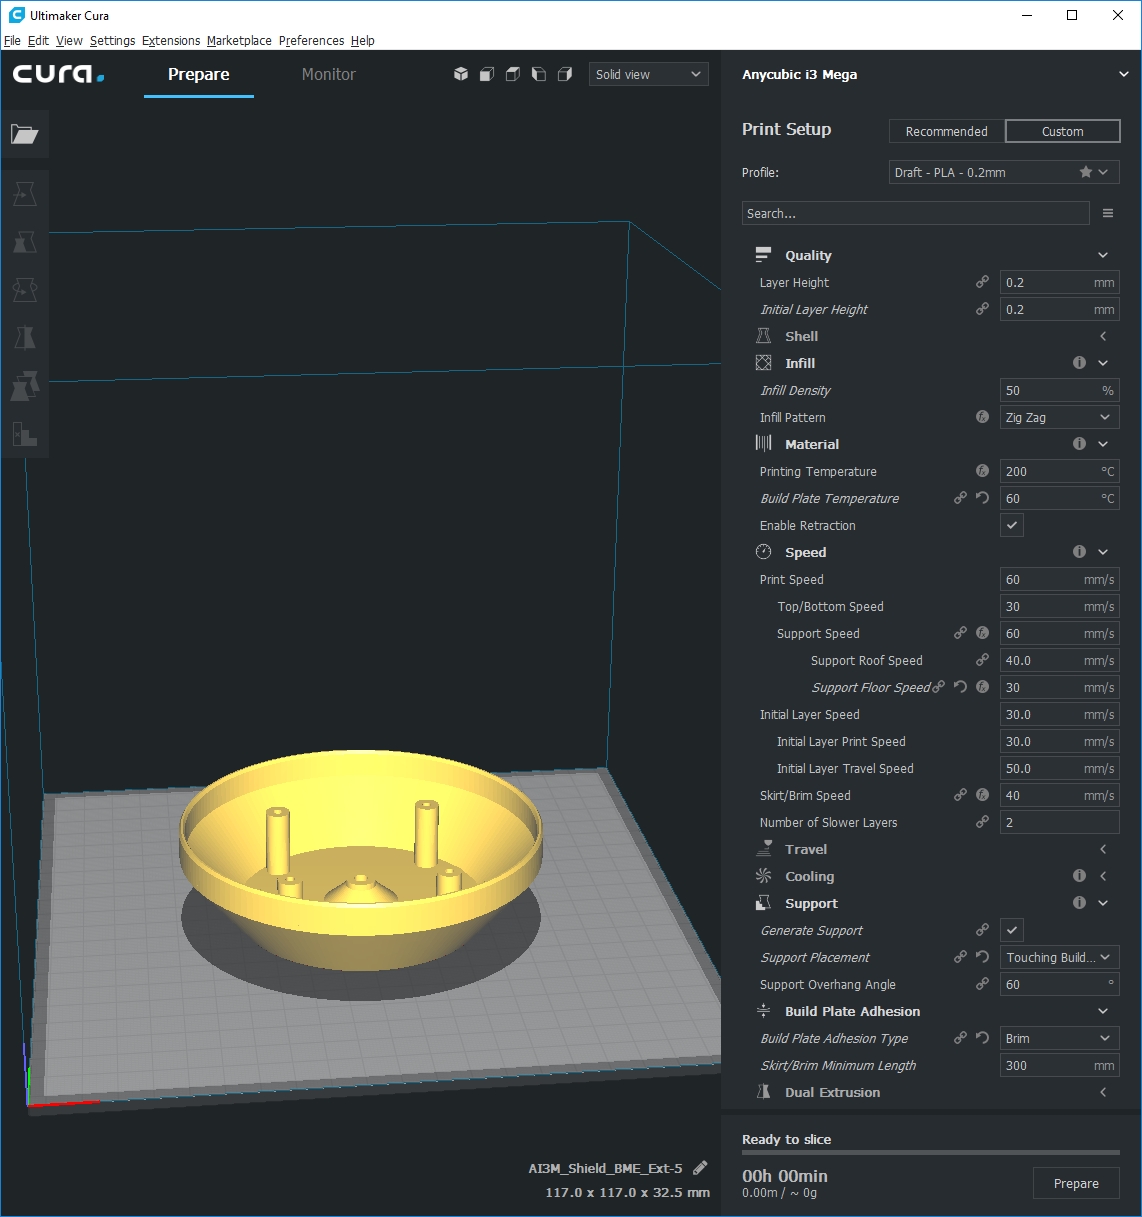 Ultimaker Cura
File Edit View Settings Extensions Marketplace Preferences Help
cura.
Prepare
Monitor
Solid view
Anycubic i3 Mega
Print Setup
Recommended
Custom
Profile:
Draft - PLA - 0.2mm
Search...
Quality
Layer Height 0.2 mm
Initial Layer Height 0.2 mm
Shell
Infill
Infill Density 50 %
Infill Pattern Zig Zag
Material
Printing Temperature 200 °C
Build Plate Temperature 60 °C
Enable Retraction
Speed
Print Speed 60 mm/s
Top/Bottom Speed 30 mm/s
Support Speed 60 mm/s
Support Roof Speed 40.0 mm/s
Support Floor Speed 30 mm/s
Initial Layer Speed 30.0 mm/s
Initial Layer Print Speed 30.0 mm/s
Initial Layer Travel Speed 50.0 mm/s
Skirt/Brim Speed 40 mm/s
Number of Slower Layers 2
Travel
Cooling
Support
Generate Support
Support Placement Touching Build...
Support Overhang Angle 60 °
Build Plate Adhesion
Build Plate Adhesion Type Brim
Skirt/Brim Minimum Length 300 mm
Dual Extrusion
AI3M_Shield_BME_Ext-5
117.0 x 117.0 x 32.5 mm
Ready to slice
00h 00min
0.00m / ~ 0g
Prepare